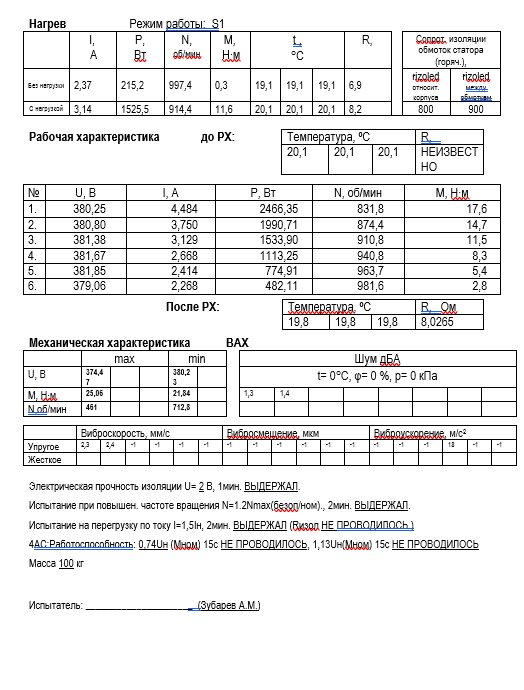 Нагрев Режим работы: S1
I, А P, Вт N, об/мин M, Н·м t, ºС R, Сопрот. изоляции обмоток статора (горяч.),
Без нагрузки 2,37 215,2 997,4 0,3 19,1 19,1 19,1 6,9 rizoled относит. корпуса rizoled между обмотками
С нагрузкой 3,14 1525,5 914,4 11,6 20,1 20,1 20,1 8,2 800 900
Рабочая характеристика до РХ: Температура, ºС R,
20,1 20,1 20,1 НЕИЗВЕСТНО
№ U, В I, А P, Вт N, об/мин M, Н·м
1. 380,25 4,484 2466,35 831,8 17,6
2. 380,80 3,750 1990,71 874,4 14,7
3. 381,38 3,129 1533,90 910,8 11,5
4. 381,67 2,668 1113,25 940,8 8,3
5. 381,85 2,414 774,91 963,7 5,4
6. 379,06 2,268 482,11 981,6 2,8
После РХ: Температура, ºС R, Ом
19,8 19,8 19,8 8,0265
Механическая характеристика ВАХ
max min Шум дБА
U, В 374,47 380,23 t= 0°С, φ= 0 %, р= 0 кПа
М, Н·м 25,06 21,84 1,3 1,4
N,об/мин 461 712,8
Виброскорость, мм/с Вибросмещение, мкм Виброускорение, м/с²
Упругое 2,3 2,4 -1 -1 -1 -1 -1 -1 -1 -1 -1 -1 -1 -1 -1 18 -1 -1
Жесткое
Электрическая прочность изоляции U= 2 В, 1мин. ВЫДЕРЖАЛ.
Испытание при повышен. частоте вращения N=1.2Nmax(безоп/ном)., 2мин. ВЫДЕРЖАЛ.
Испытание на перегрузку по току I=1,5Iн, 2мин. ВЫДЕРЖАЛ (Rизол НЕ ПРОВОДИЛОСЬ.)
4АС:Работоспособность: 0,74Uн (Мном) 15с НЕ ПРОВОДИЛОСЬ, 1,13Uн(Мном) 15с НЕ ПРОВОДИЛОСЬ
Масса 100 кг
Испытатель: ______________________ (Зубарев А.М.)